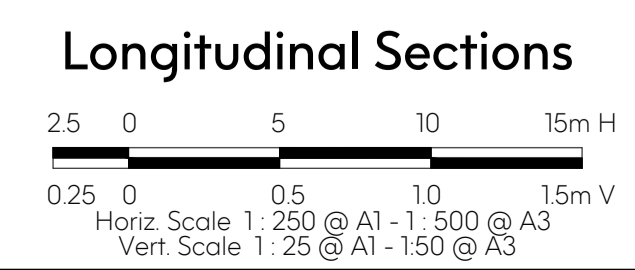 Longitudinal Sections
2.5 0 5 10 15m H
0.25 0 0.5 1.0 1.5m V
Horiz. Scale 1 : 250 @ A1 - 1 : 500 @ A3
Vert. Scale 1 : 25 @ A1 - 1:50 @ A3